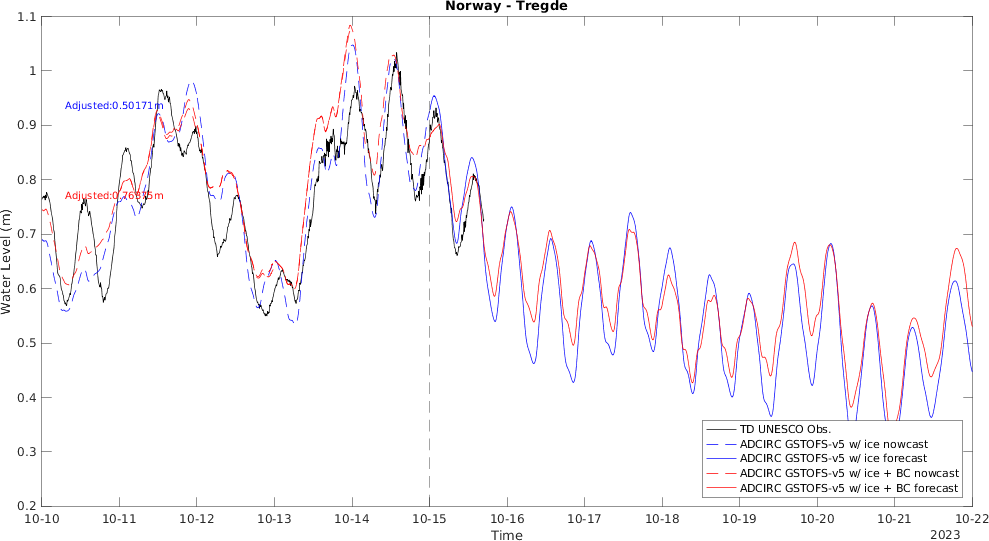 Norway - Tregde
1.1
1
0.9
0.8
0.7
0.6
0.5
0.4
0.3
0.2
Water Level (m)
Adjusted:0.50171m
TD UNESCO Obs.
ADCIRC GSTOFS-v5 w/ ice nowcast
ADCIRC GSTOFS-v5 w/ ice forecast
ADCIRC GSTOFS-v5 w/ ice + BC nowcast
ADCIRC GSTOFS-v5 w/ ice + BC forecast
10-10 10-11 10-12 10-13 10-14 10-15 10-16 10-17 10-18 10-19 10-20 10-21 10-22
Time
2023